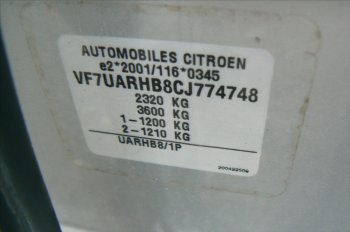 AUTOMOBILES CITROEN
e2*2001/116*0345
VF7UARHB8CJ774748
2320 KG
3600 KG
1-1200 KG
2-1210 KG
UARHB8/1P